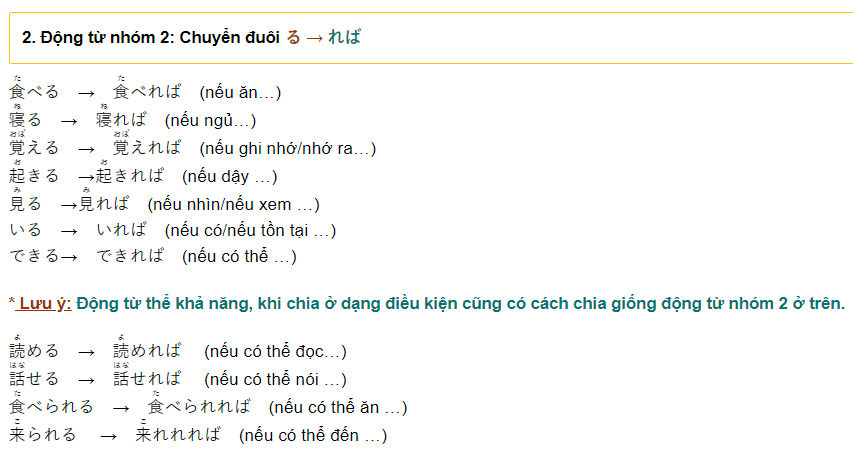 2. Động từ nhóm 2: Chuyển đuôi る → れば
食べる → 食べれば (nếu ăn…)
寝る → 寝れば (nếu ngủ…)
覚える → 覚えれば (nếu ghi nhớ/nhớ ra…)
起きる →起きれば (nếu dậy …)
見る →見れば (nếu nhìn/nếu xem …)
いる → いれば (nếu có/nếu tồn tại …)
できる→ できれば (nếu có thể …)
* Lưu ý: Động từ thể khả năng, khi chia ở dạng điều kiện cũng có cách chia giống động từ nhóm 2 ở trên.
読める → 読めれば (nếu có thể đọc…)
話せる → 話せれば (nếu có thể nói …)
食べられる → 食べられれば (nếu có thể ăn …)
来られる → 来れれれば (nếu có thể đến …)